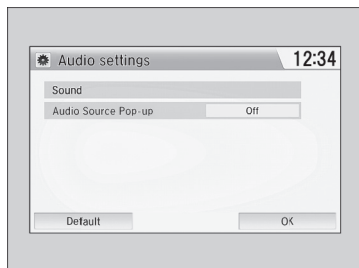 Audio settings 12:34
Sound
Audio Source Pop-up Off
Default OK